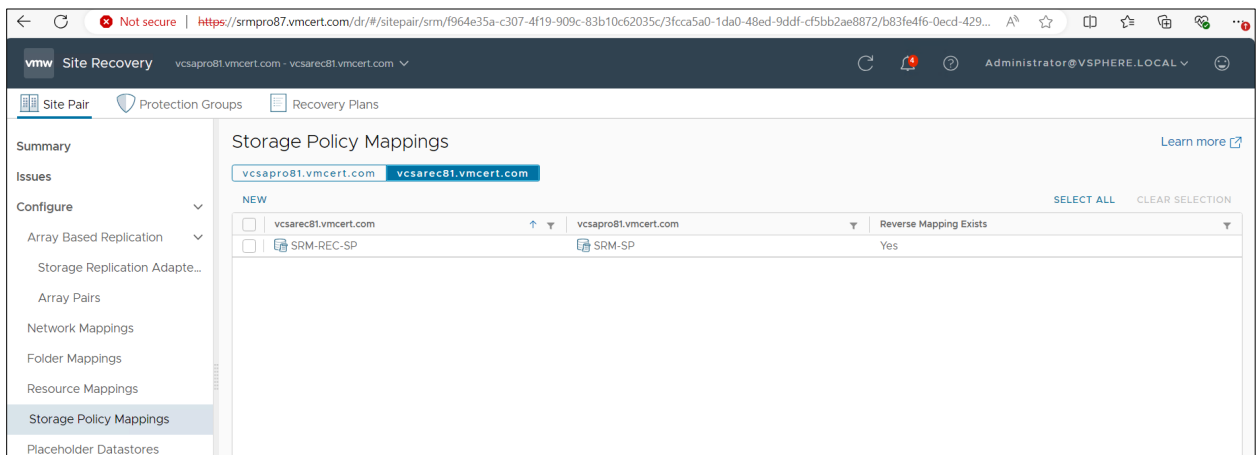 Not secure https://srmpro87.vmcert.com/dr/#/sitepair/srm/f964e35a-c307-4f19-909c-83b10c62035c/3fcca5a0-1da0-48ed-9ddf-cf5bb2ae8872/b83fe4f6-0ecd-429...
vmw Site Recovery vcsapro81.vmcert.com - vcsarec81.vmcert.com 4 Administrator@VSPHERE.LOCAL
Site Pair Protection Groups Recovery Plans
Summary
Issues
Configure
Array Based Replication
Storage Replication Adapte...
Array Pairs
Network Mappings
Folder Mappings
Resource Mappings
Storage Policy Mappings
Placeholder Datastores
Storage Policy Mappings Learn more
vcsapro81.vmcert.com vcsarec81.vmcert.com
NEW SELECT ALL CLEAR SELECTION
vcsarec81.vmcert.com vcsapro81.vmcert.com Reverse Mapping Exists
SRM-REC-SP SRM-SP Yes